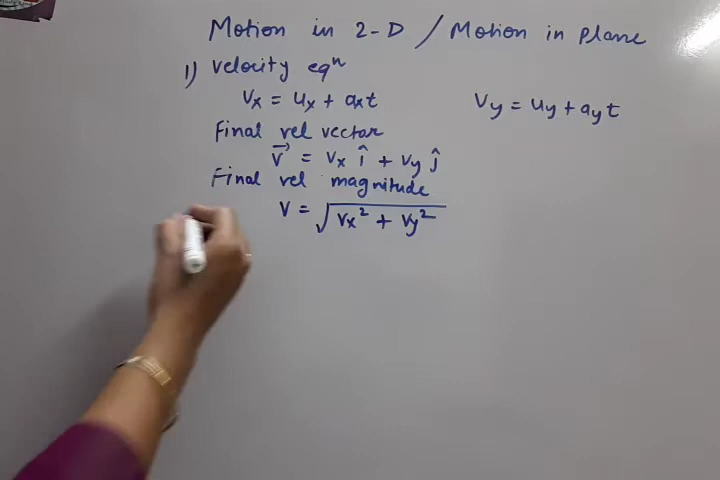 Motion in 2-D / Motion in Plane
1) Velocity eqⁿ
Vx = Ux + axt Vy = Uy + ayt
Final vel vector
V⃗ = Vx î + Vy ĵ
Final vel magnitude
V = √(Vx² + Vy²)